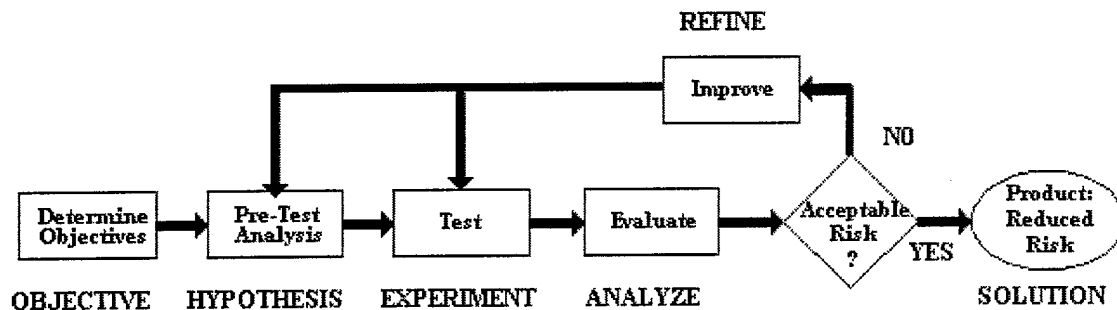 REFINE
Improve
NO
Determine
Objectives
Pre-Test
Analysis
Test
Evaluate
Acceptable
Risk
?
YES
Product:
Reduced
Risk
OBJECTIVE
HYPOTHESIS
EXPERIMENT
ANALYZE
SOLUTION